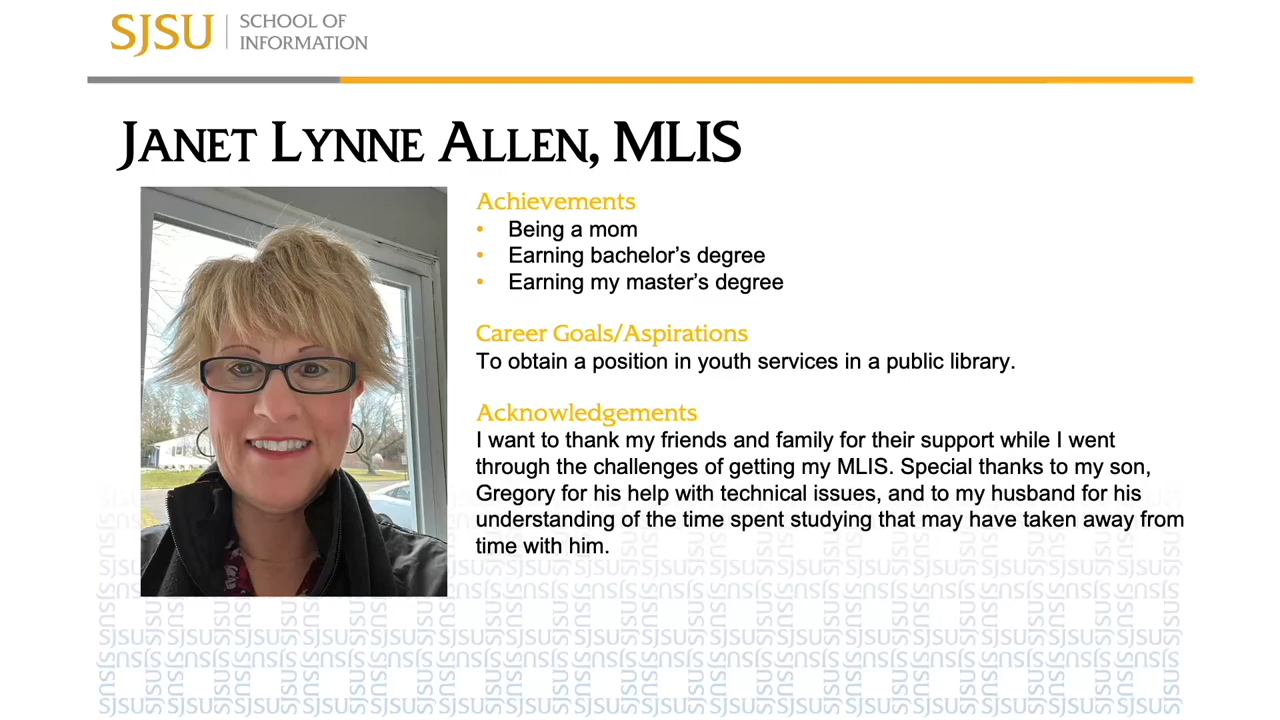 SJSU
SCHOOL OF
INFORMATION
JANET LYNNE ALLEN, MLIS
Achievements
• Being a mom
• Earning bachelor’s degree
• Earning my master’s degree
Career Goals/Aspirations
To obtain a position in youth services in a public library.
Acknowledgements
I want to thank my friends and family for their support while I went
through the challenges of getting my MLIS. Special thanks to my son,
Gregory for his help with technical issues, and to my husband for his
understanding of the time spent studying that may have taken away from
time with him.